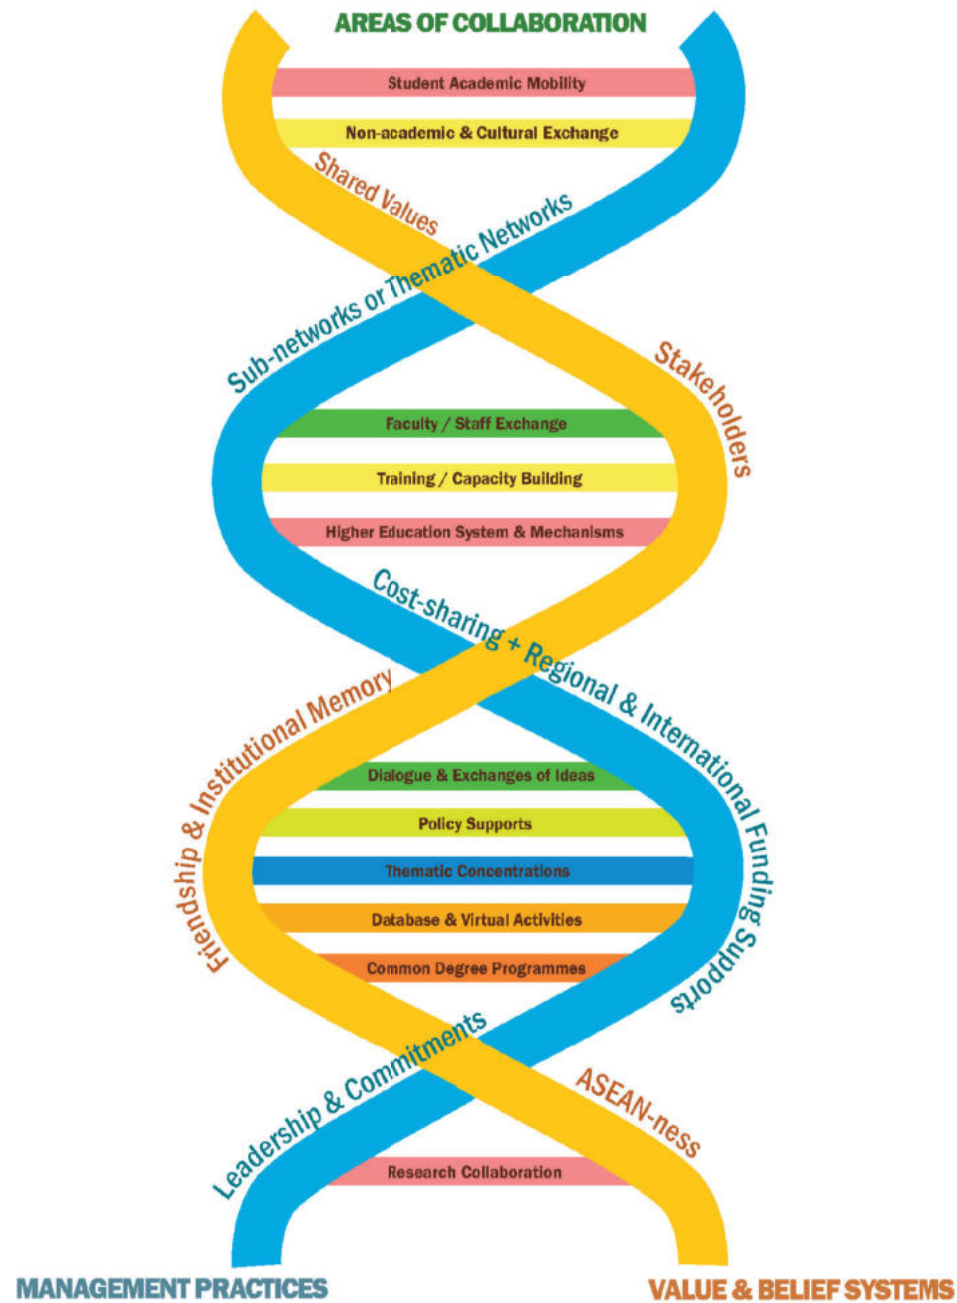 AREAS OF COLLABORATION
Student Academic Mobility
Non-academic & Cultural Exchange
Shared Values
Sub-networks or Thematic Networks
Stakeholders
Faculty / Staff Exchange
Training / Capacity Building
Higher Education System & Mechanisms
Cost-sharing + Regional & International Funding Supports
Friendship & Institutional Memory
Dialogue & Exchanges of Ideas
Policy Supports
Thematic Concentrations
Database & Virtual Activities
Common Degree Programmes
Leadership & Commitments
ASEAN-ness
Research Collaboration
MANAGEMENT PRACTICES
VALUE & BELIEF SYSTEMS